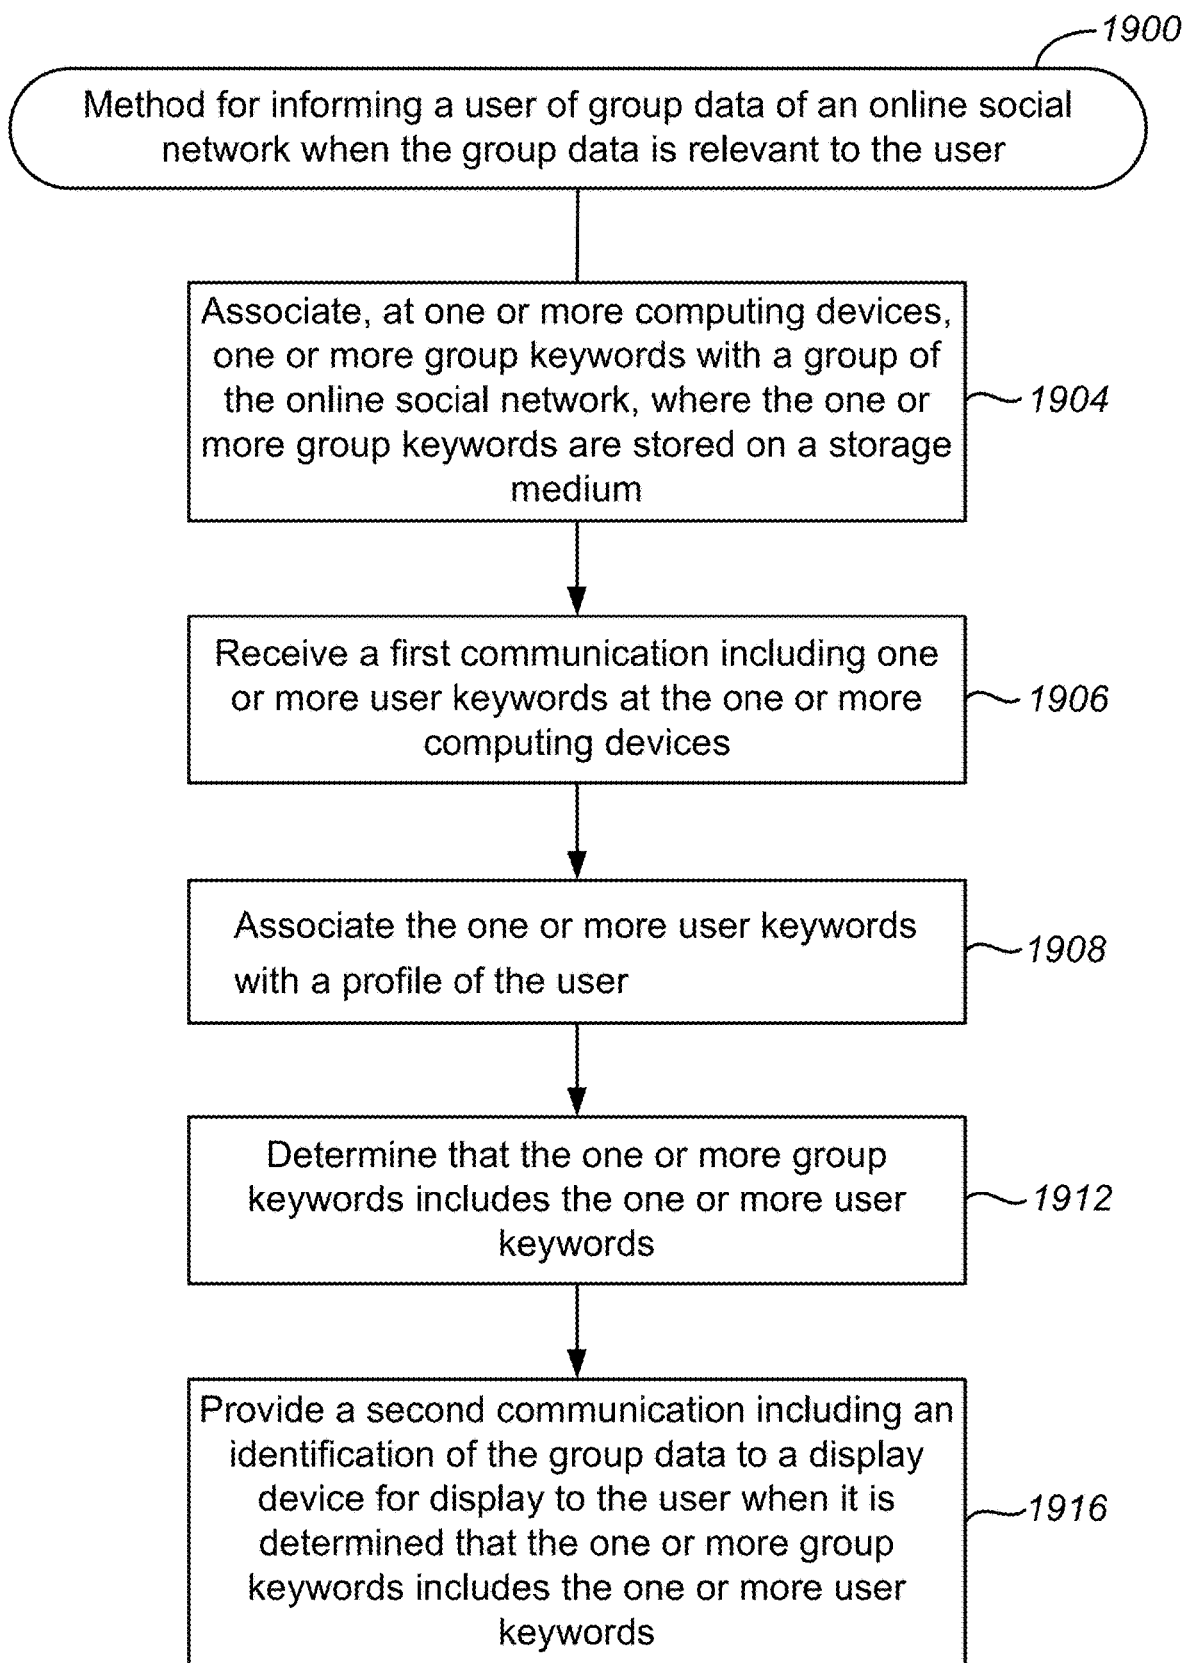 1900
Method for informing a user of group data of an online social
network when the group data is relevant to the user
Associate, at one or more computing devices,
one or more group keywords with a group of
the online social network, where the one or
more group keywords are stored on a storage
medium
1904
Receive a first communication including one
or more user keywords at the one or more
computing devices
1906
Associate the one or more user keywords
with a profile of the user
1908
Determine that the one or more group
keywords includes the one or more user
keywords
1912
Provide a second communication including an
identification of the group data to a display
device for display to the user when it is
determined that the one or more group
keywords includes the one or more user
keywords
1916